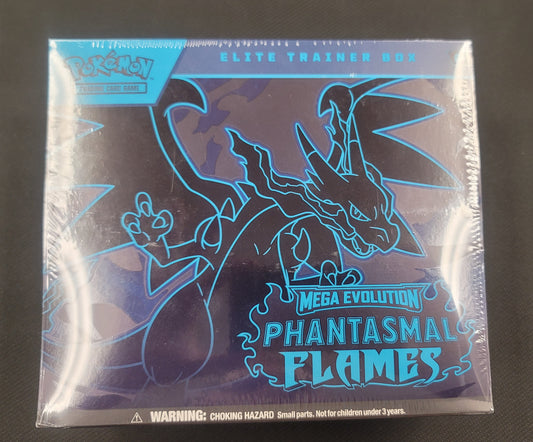 ELITE TRAINER BOX
POKéMON
TRADING CARD GAME
MEGA EVOLUTION
PHANTASMAL
FLAMES
WARNING: CHOKING HAZARD Small parts. Not for children under 3 years.